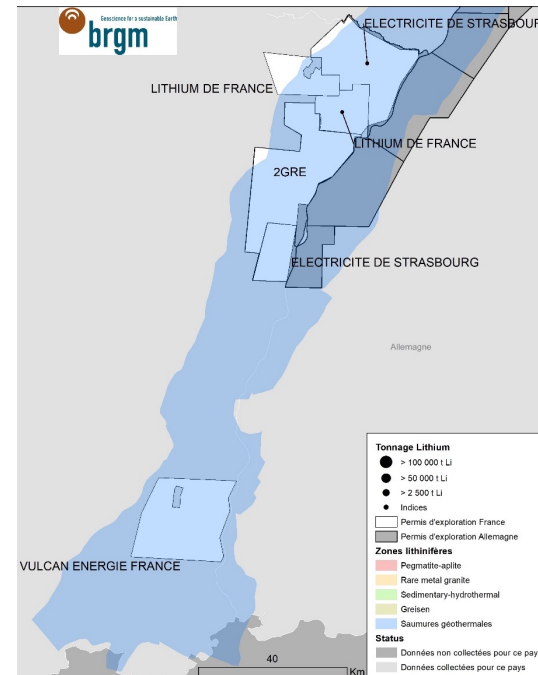 Geoscience for a sustainable Earth
brgm
ELECTRICITE DE STRASBOUR
LITHIUM DE FRANCE
LITHIUM DE FRANCE
2GRE
ELECTRICITE DE STRASBOURG
Allemagne
VULCAN ENERGIE FRANCE
Tonnage Lithium
> 100 000 t Li
> 50 000 t Li
> 2 500 t Li
Indices
Permis d'exploration France
Permis d'exploration Allemagne
Zones lithinifères
Pegmatite-aplite
Rare metal granite
Sedimentary-hydrothermal
Greisen
Saumures géothermales
Status
Données non collectées pour ce pay
Données collectées pour ce pays
40
Km